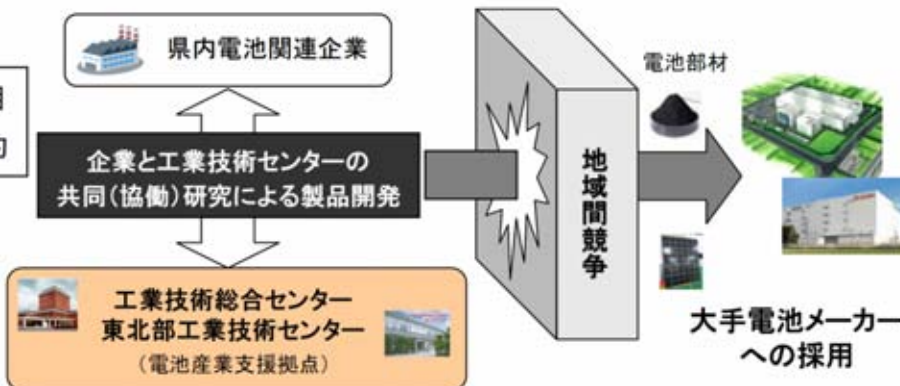 県内電池関連企業
企業と工業技術センターの
共同(協働)研究による製品開発
工業技術総合センター
東北部工業技術センター
(電池産業支援拠点)
地域間競争
電池部材
大手電池メーカー
への採用